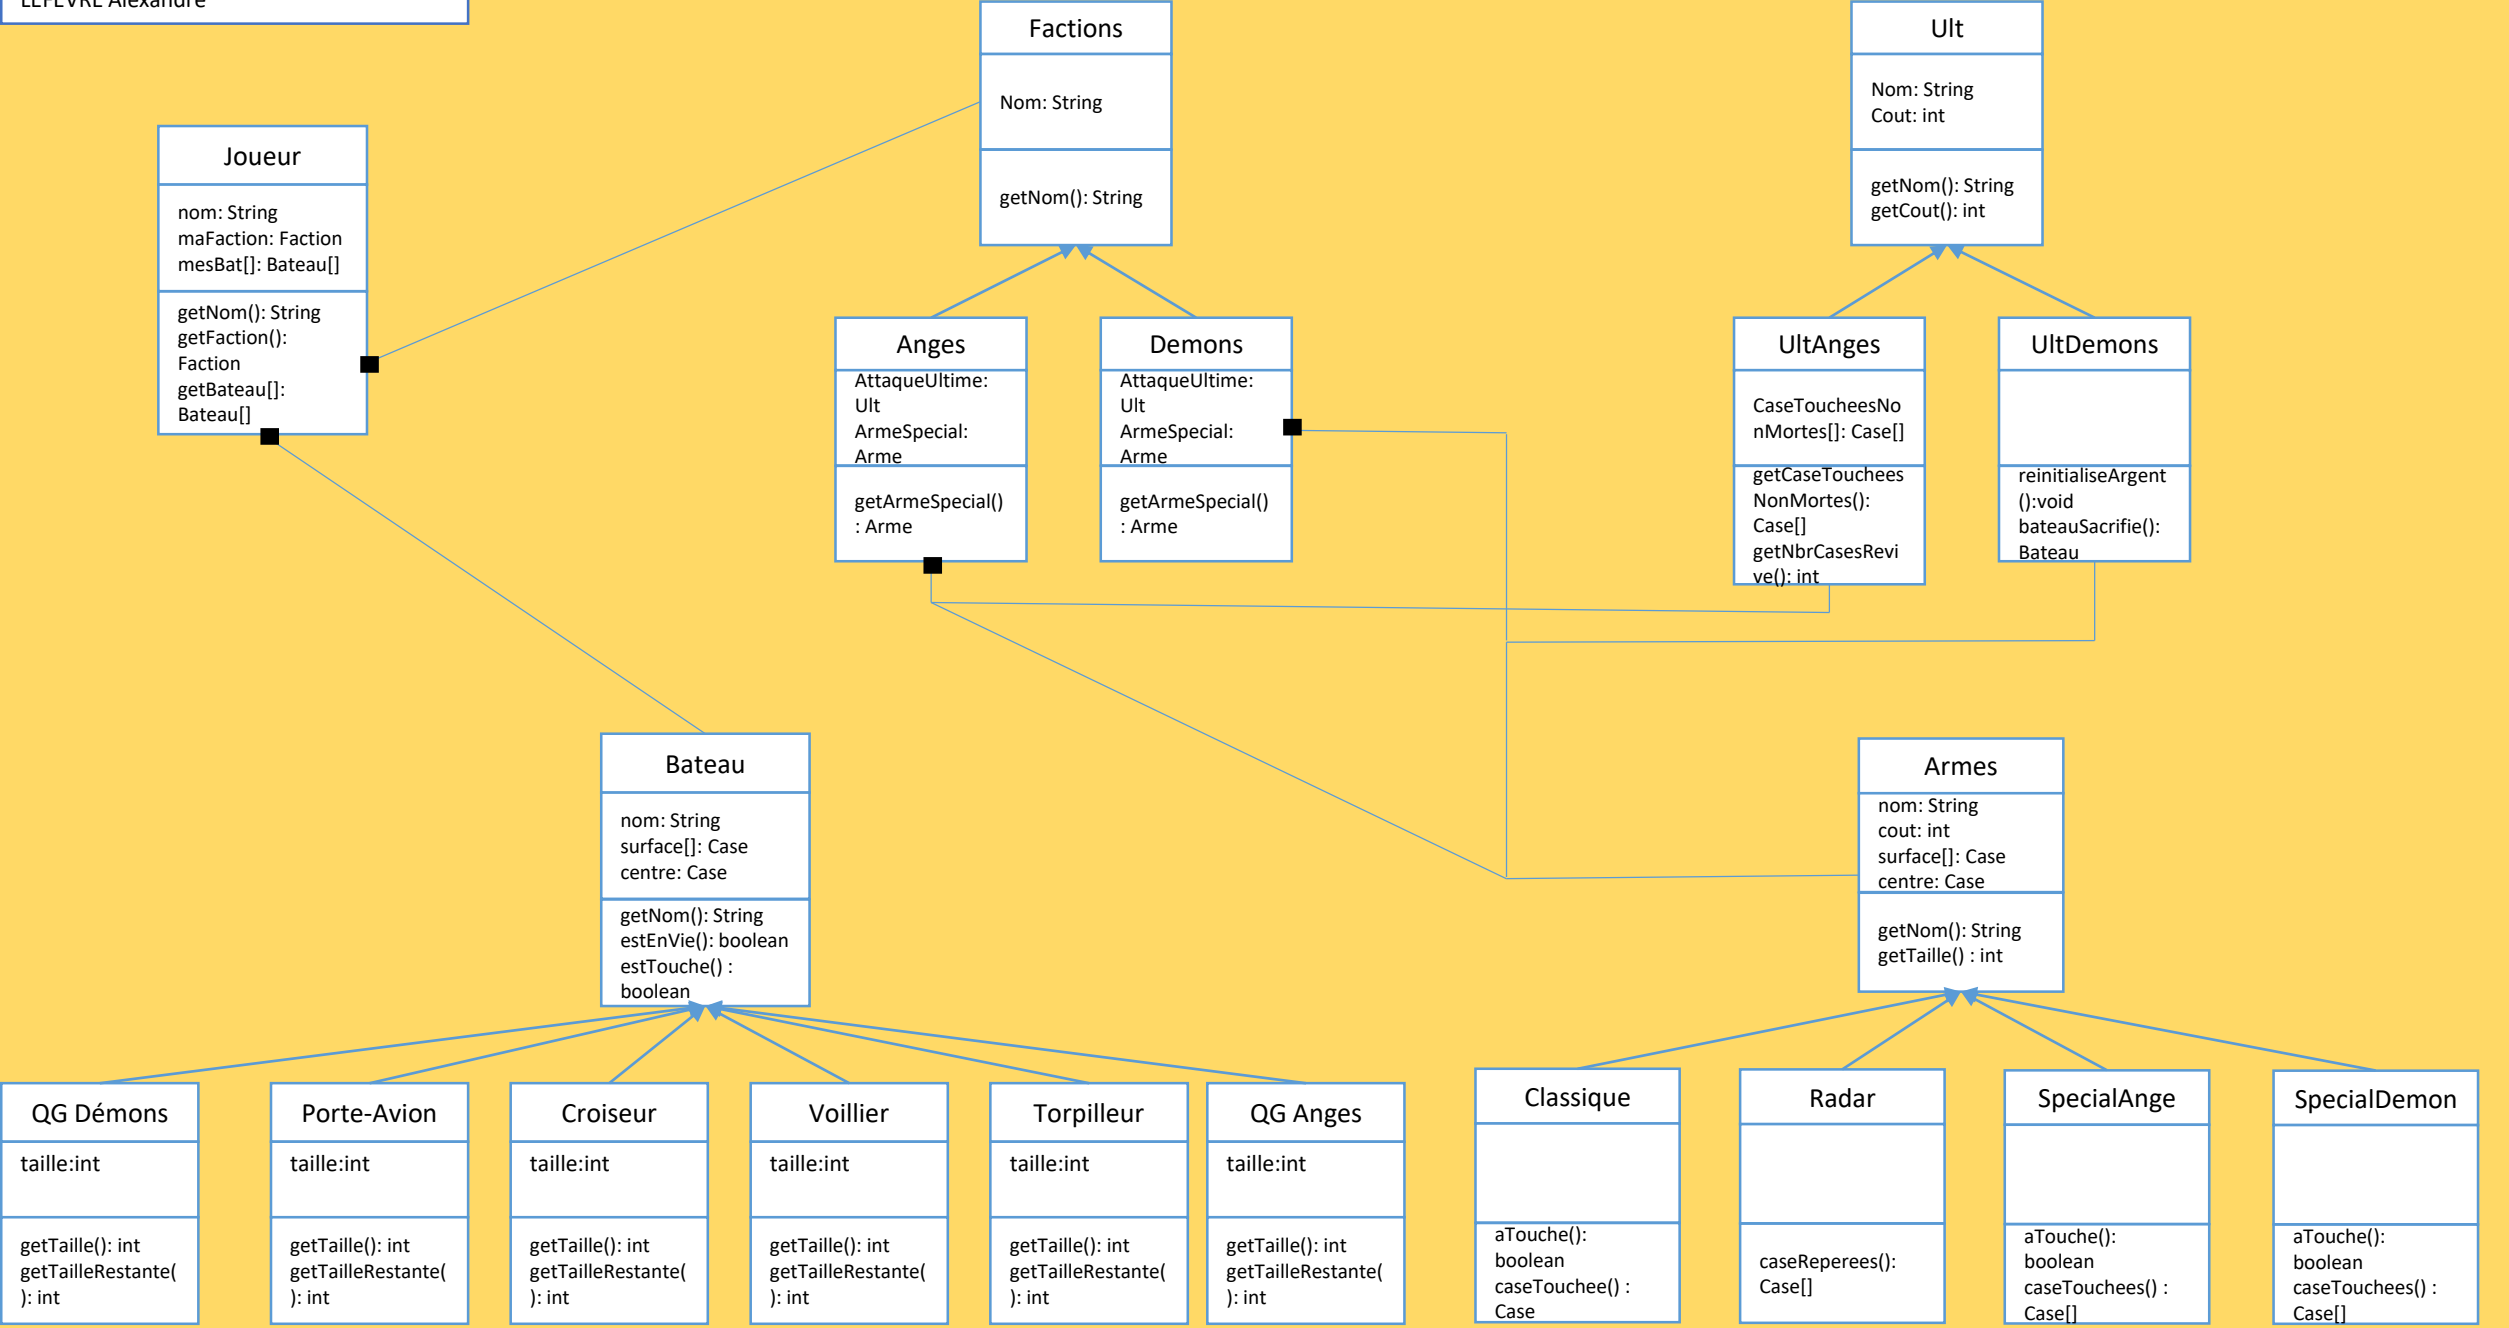 LEFEVRE Alexandre
Factions
Nom: String
getNom(): String
Ult
Nom: String
Cout: int
getNom(): String
getCout(): int
Joueur
nom: String
maFaction: Faction
mesBat[]: Bateau[]
getNom(): String
getFaction():
Faction
getBateau[]:
Bateau[]
Anges
AttaqueUltime:
Ult
ArmeSpecial:
Arme
getArmeSpecial()
: Arme
Demons
AttaqueUltime:
Ult
ArmeSpecial:
Arme
getArmeSpecial()
: Arme
UltAnges
CaseToucheesNo
nMortes[]: Case[]
getCaseTouchees
NonMortes():
Case[]
getNbrCasesRevi
ve(): int
UltDemons
reinitialiseArgent
():void
bateauSacrifie():
Bateau
Bateau
nom: String
surface[]: Case
centre: Case
getNom(): String
estEnVie(): boolean
estTouche() :
boolean
Armes
nom: String
cout: int
surface[]: Case
centre: Case
getNom(): String
getTaille() : int
QG Démons
taille:int
getTaille(): int
getTailleRestante(
): int
Porte-Avion
taille:int
getTaille(): int
getTailleRestante(
): int
Croiseur
taille:int
getTaille(): int
getTailleRestante(
): int
Voillier
taille:int
getTaille(): int
getTailleRestante(
): int
Torpilleur
taille:int
getTaille(): int
getTailleRestante(
): int
QG Anges
taille:int
getTaille(): int
getTailleRestante(
): int
Classique
aTouche():
boolean
caseTouchee() :
Case
Radar
caseReperees():
Case[]
SpecialAnge
aTouche():
boolean
caseTouchees() :
Case[]
SpecialDemon
aTouche():
boolean
caseTouchees() :
Case[]